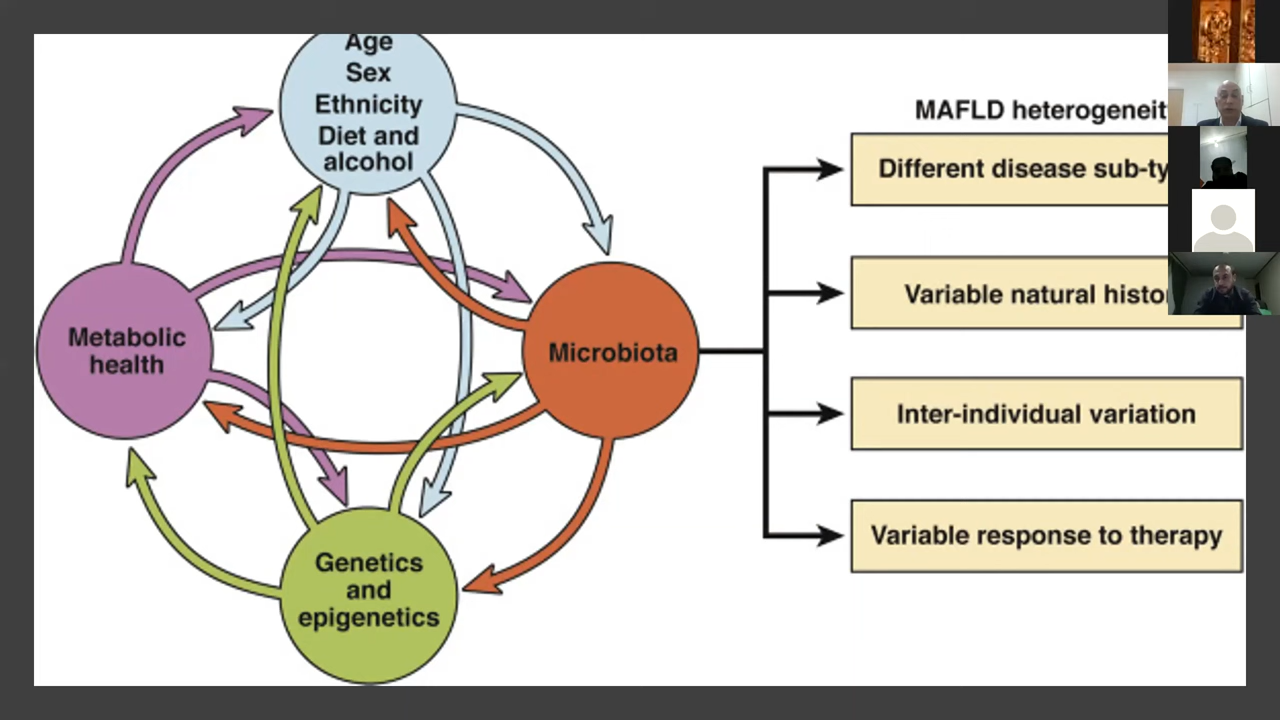 Age
Sex
Ethnicity
Diet and
alcohol
Metabolic
health
Microbiota
Genetics
and
epigenetics
MAFLD heterogeneit
Different disease sub-ty
Variable natural histo
Inter-individual variation
Variable response to therapy